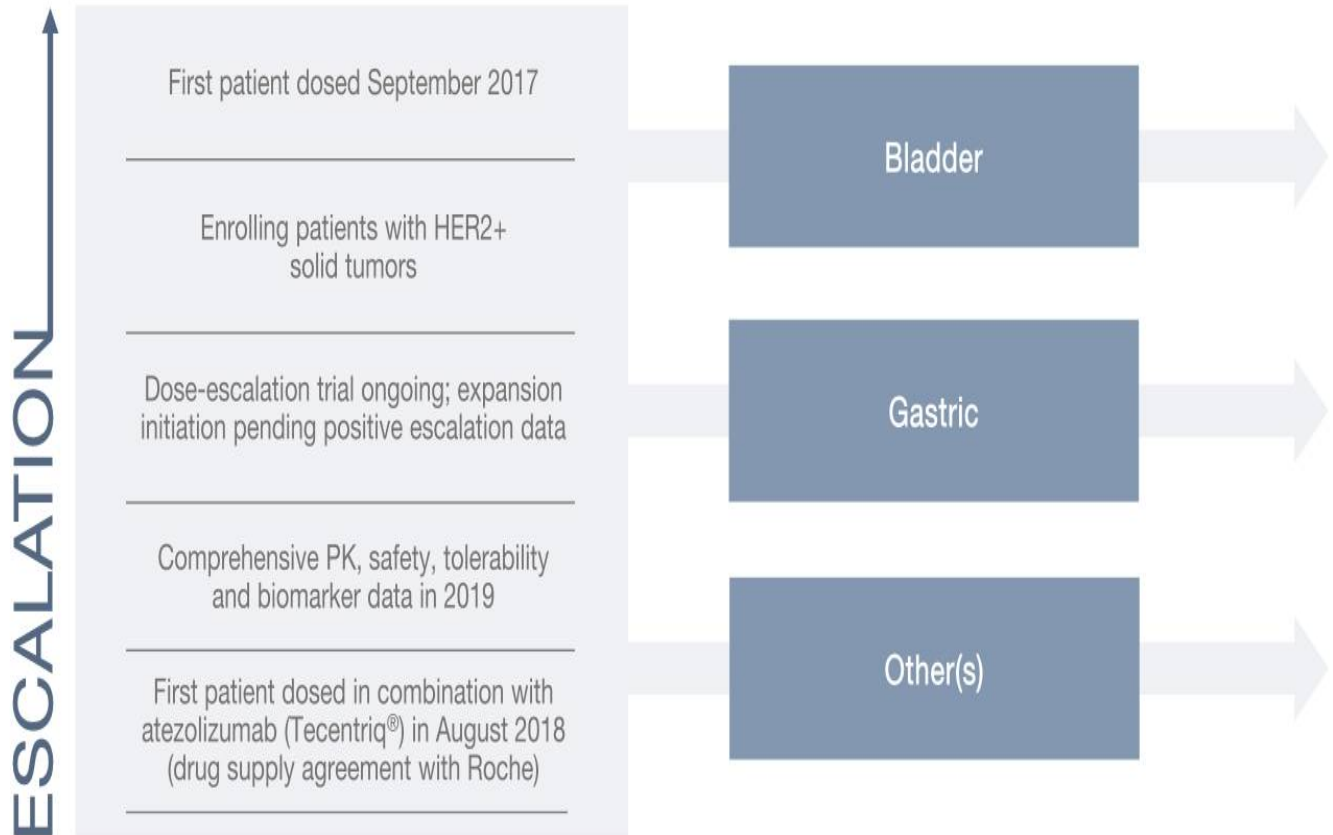 ESCALATION
First patient dosed September 2017
Enrolling patients with HER2+
solid tumors
Dose-escalation trial ongoing; expansion
initiation pending positive escalation data
Comprehensive PK, safety, tolerability
and biomarker data in 2019
First patient dosed in combination with
atezolizumab (Tecentriq®) in August 2018
(drug supply agreement with Roche)
Bladder
Gastric
Other(s)